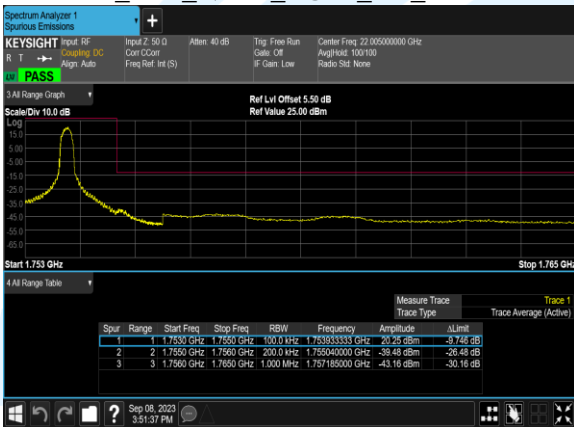 Spectrum Analyzer 1
Spurious Emissions
+
KEYSIGHT Input: RF Input Z: 50 Ω Atten: 40 dB Trig: Free Run Center Freq: 22.005000000 GHz
R T Coupling: DC Corr CCorr Gate: Off Avg|Hold: 100/100
Align: Auto Freq Ref: Int (S) IF Gain: Low Radio Std: None
PASS
3 All Range Graph
Ref Lvl Offset 5.50 dB
Scale/Div 10.0 dB Ref Value 25.00 dBm
Log
15.0
5.00
-5.00
-15.0
-25.0
-35.0
-45.0
-55.0
-65.0
Start 1.753 GHz Stop 1.765 GHz
4 All Range Table
Measure Trace Trace 1
Trace Type Trace Average (Active)
Spur Range Start Freq Stop Freq RBW Frequency Amplitude ΔLimit
1 1 1.7530 GHz 1.7550 GHz 100.0 kHz 1.753933333 GHz 20.25 dBm -9.746 dB
2 2 1.7550 GHz 1.7560 GHz 200.0 kHz 1.755040000 GHz -39.48 dBm -26.48 dB
3 3 1.7560 GHz 1.7650 GHz 1.000 MHz 1.757185000 GHz -43.16 dBm -30.16 dB
? Sep 08, 2023
3:51:37 PM